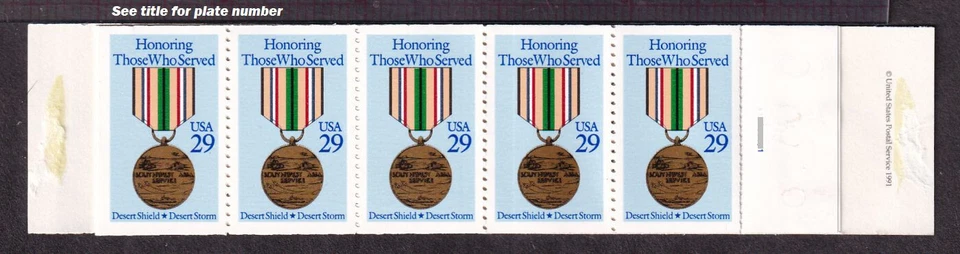 See title for plate number
Honoring
Those Who Served
USA
29
Desert Shield ★ Desert Storm
Honoring
Those Who Served
USA
29
Desert Shield ★ Desert Storm
Honoring
Those Who Served
USA
29
Desert Shield ★ Desert Storm
Honoring
Those Who Served
USA
29
Desert Shield ★ Desert Storm
Honoring
Those Who Served
USA
29
Desert Shield ★ Desert Storm
1
© United States Postal Service 1991